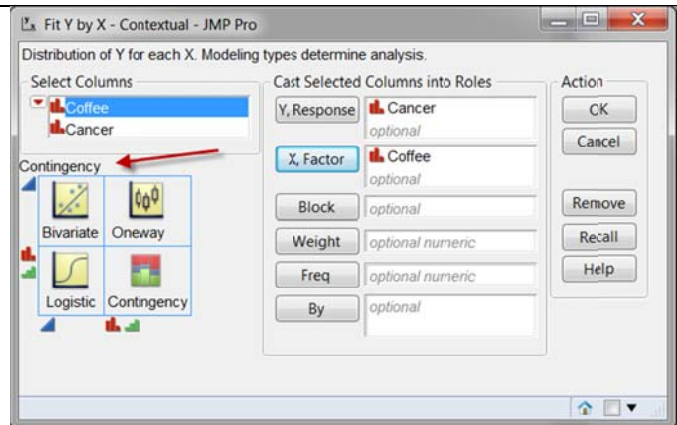 Fit Y by X - Contextual - JMP Pro
Distribution of Y for each X. Modeling types determine analysis.
Select Columns
Coffee
Cancer
Contingency
Bivariate Oneway
Logistic Contingency
Cast Selected Columns into Roles
Y, Response Cancer
optional
X, Factor Coffee
optional
Block optional
Weight optional numeric
Freq optional numeric
By optional
Action
OK
Cancel
Remove
Recall
Help